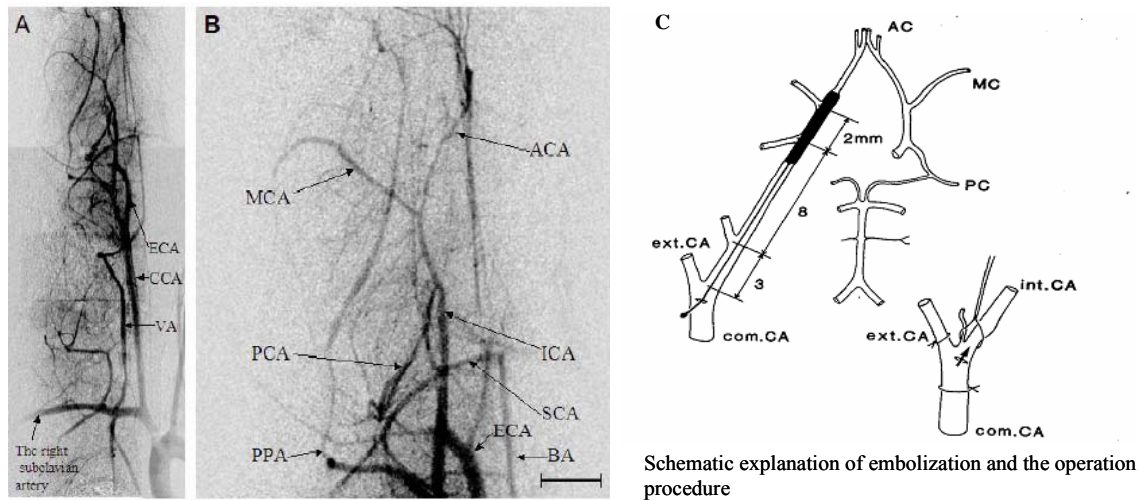 A
ECA
CCA
VA
The right
subclavian
artery
B
ACA
MCA
PCA
ICA
SCA
ECA
PPA
BA
C
AC
MC
2mm
PC
8
ext.CA
3
int.CA
com.CA
ext.CA
com.CA
Schematic explanation of embolization and the operation
procedure